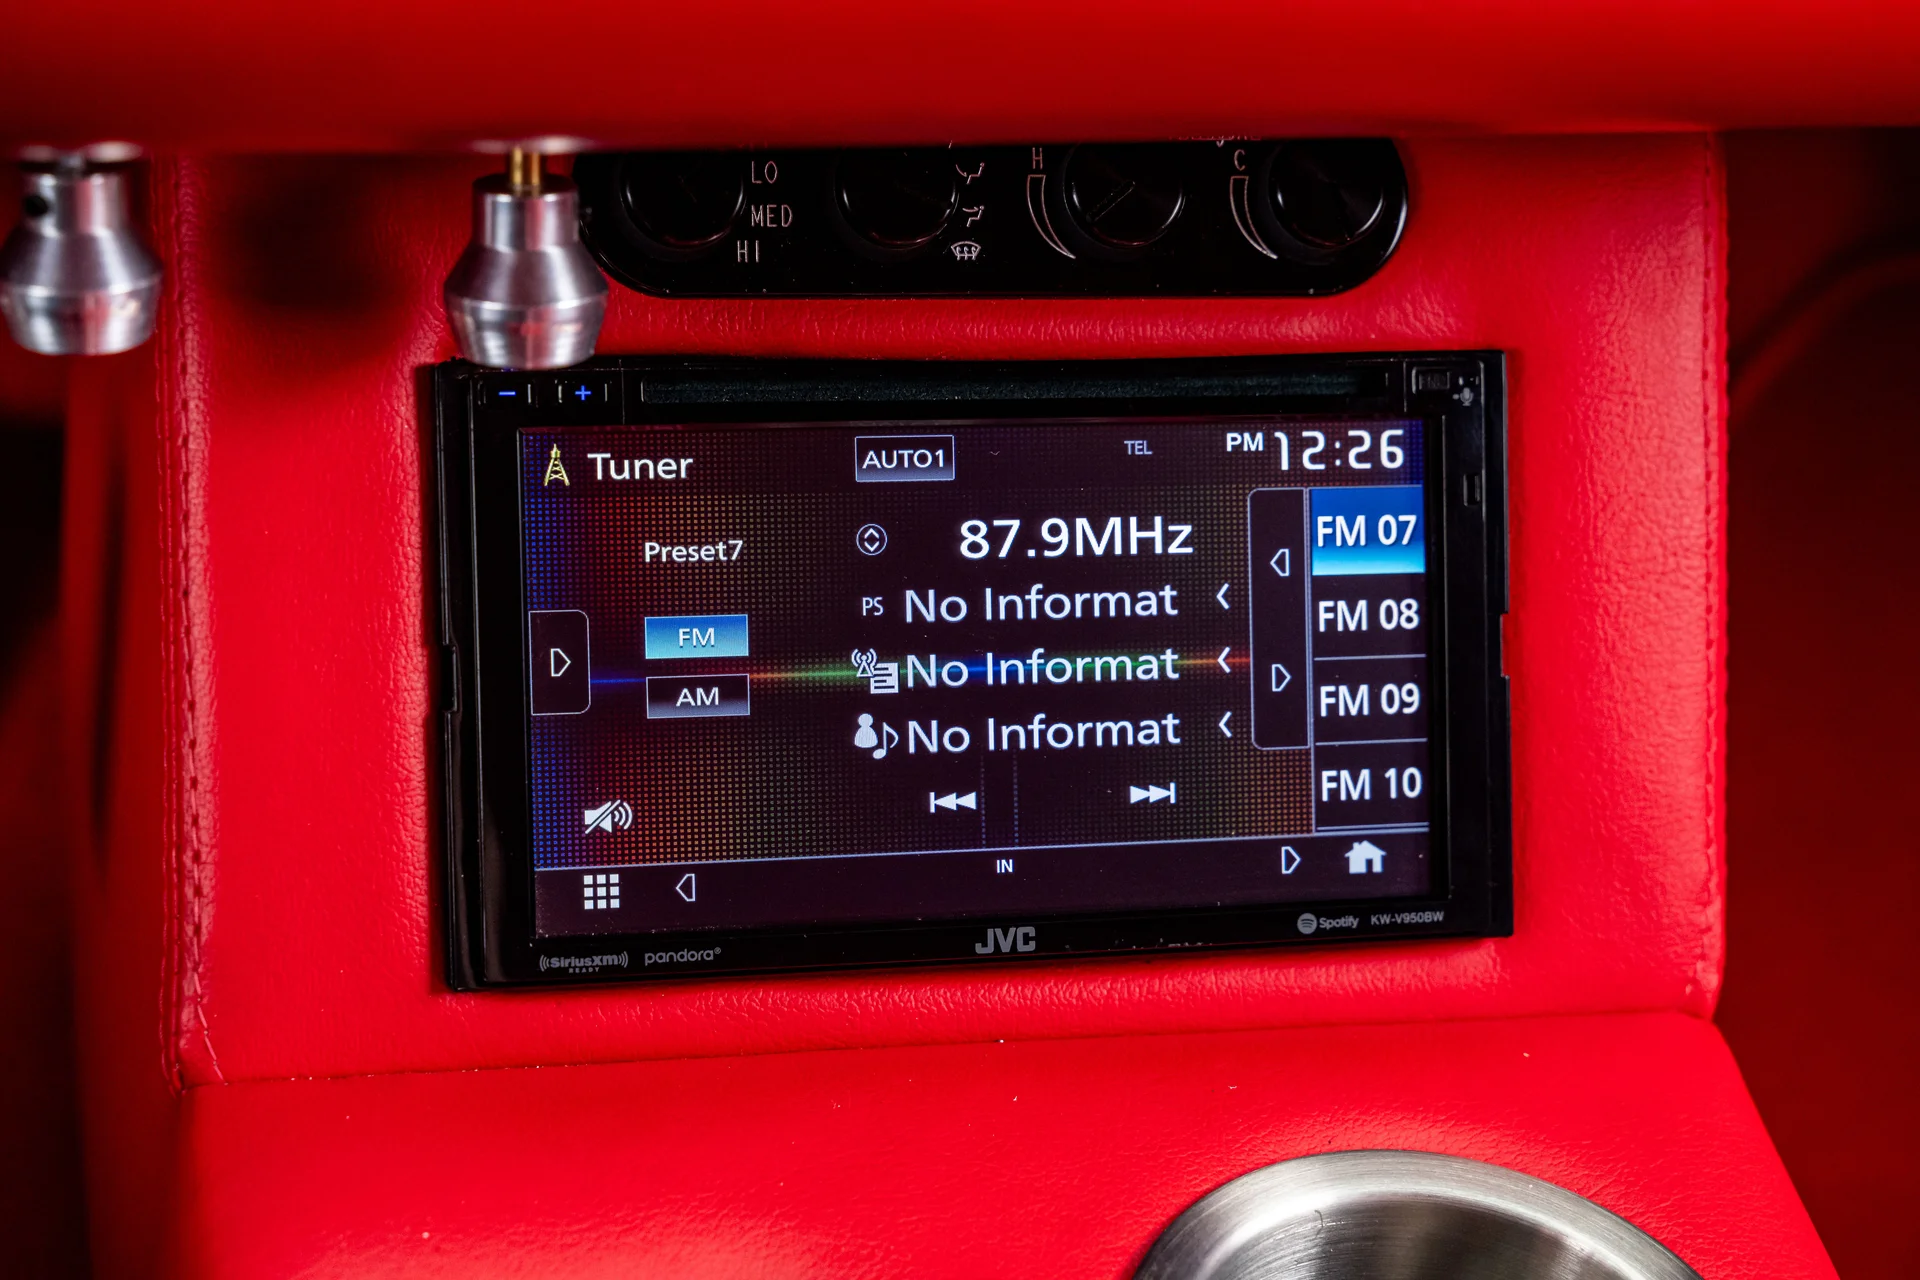 LO
H
C
MED
HI
- +
Tuner
AUTO1
TEL
PM 12:26
Preset7
87.9MHz
FM 07
PS No Informat
FM 08
FM
No Informat
AM
FM 09
No Informat
FM 10
IN
SiriusXM
READY
pandora®
JVC
Spotify
KW-V950BW